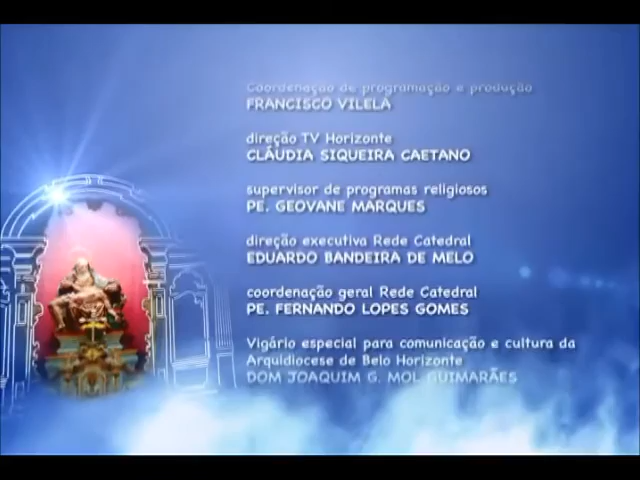 Coordenação de programação e produção
FRANCISCO VILELA
direção TV Horizonte
CLÁUDIA SIQUEIRA CAETANO
supervisor de programas religiosos
PE. GEOVANE MARQUES
direção executiva Rede Catedral
EDUARDO BANDEIRA DE MELO
coordenação geral Rede Catedral
PE. FERNANDO LOPES GOMES
Vigário especial para comunicação e cultura da
Arquidiocese de Belo Horizonte
DOM JOAQUIM G. MOL GUIMARÃES